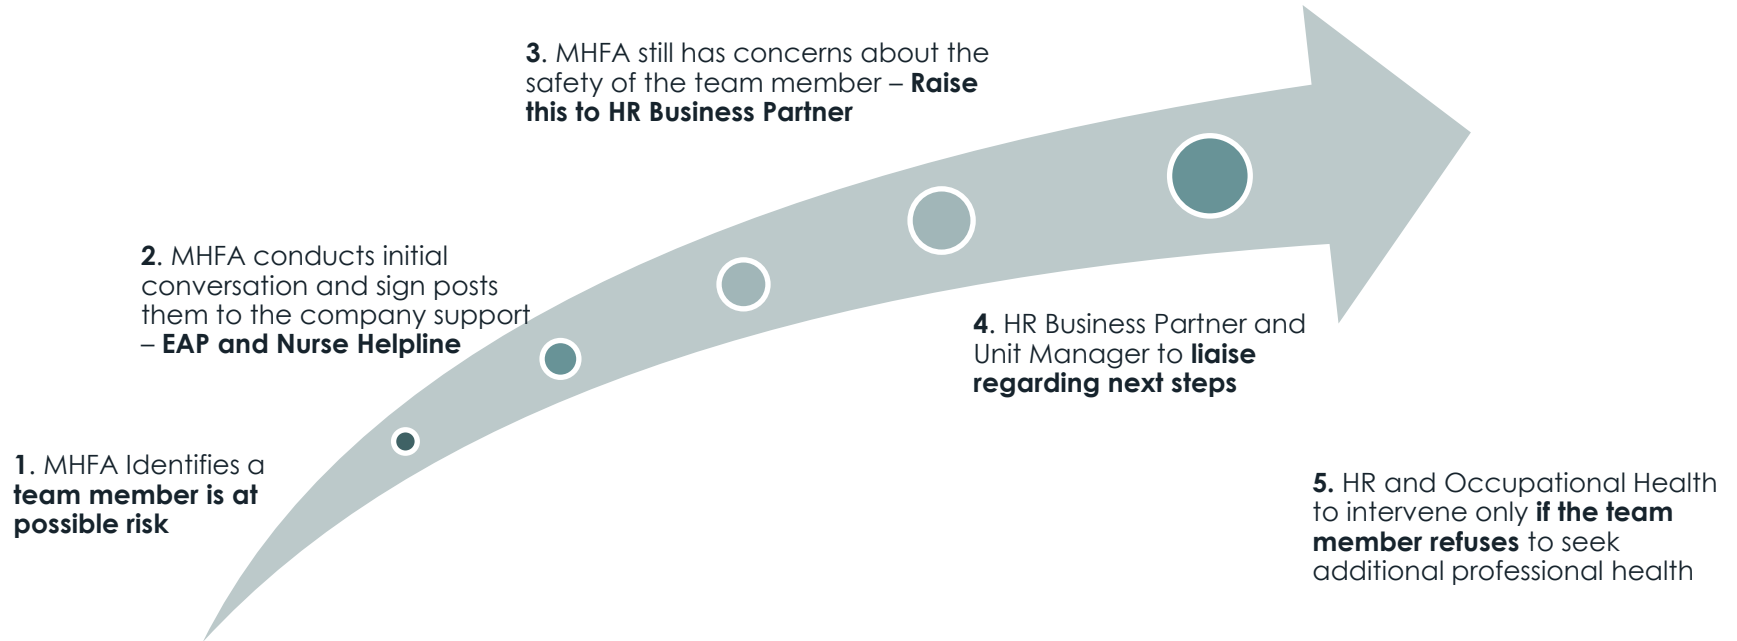 1. MHFA Identifies a
team member is at
possible risk
2. MHFA conducts initial
conversation and sign posts
them to the company support
– EAP and Nurse Helpline
3. MHFA still has concerns about the
safety of the team member – Raise
this to HR Business Partner
4. HR Business Partner and
Unit Manager to liaise
regarding next steps
5. HR and Occupational Health
to intervene only if the team
member refuses to seek
additional professional health